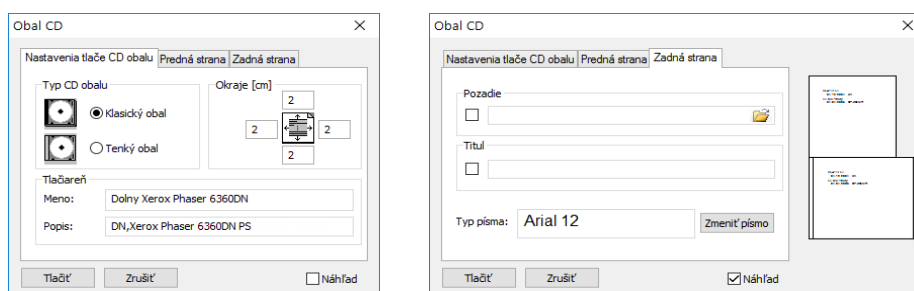 Obal CD
Nastavenia tlače CD obalu Predná strana Zadná strana
Typ CD obalu
Klasický obal
Tenký obal
Okraje [cm]
2
2 2
2
Tlačiareň
Meno: Dolny Xerox Phaser 6360DN
Popis: DN,Xerox Phaser 6360DN PS
Tlačiť Zrušiť Náhľad
Obal CD
Nastavenia tlače CD obalu Predná strana Zadná strana
Pozadie
Titul
Typ písma: Arial 12 Zmeniť písmo
Tlačiť Zrušiť Náhľad